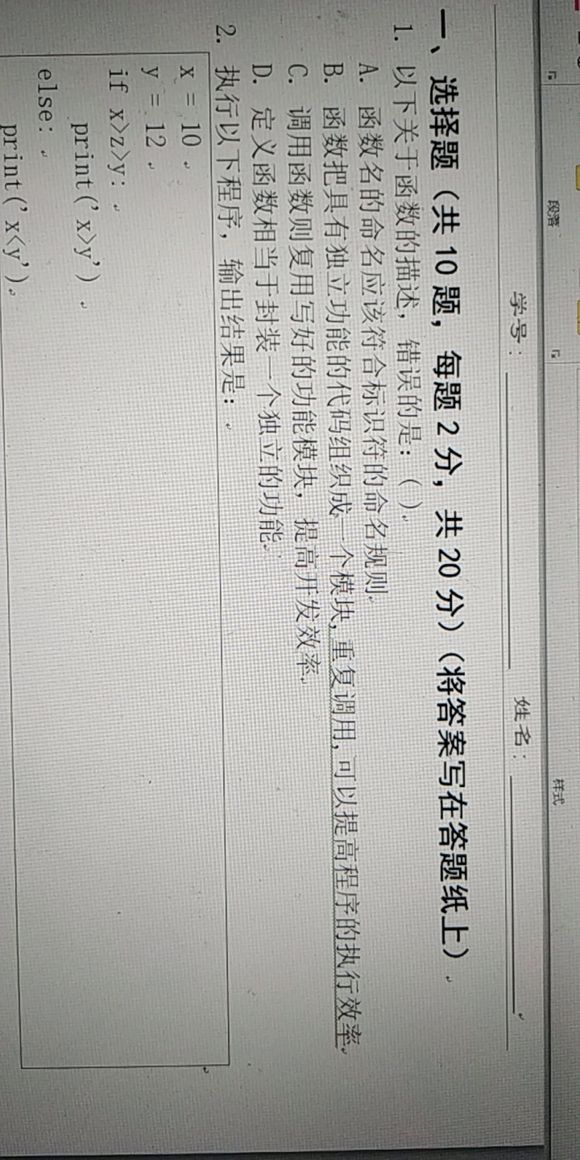 段落
样式
学号：
姓名：
一、选择题（共 10 题，每题 2 分，共 20 分）（将答案写在答题纸上）
1. 以下关于函数的描述，错误的是：( ).
A. 函数名的命名应该符合标识符的命名规则.
B. 函数把具有独立功能的代码组织成一个模块,重复调用,可以提高程序的执行效率.
C. 调用函数则复用写好的功能模块，提高开发效率.
D. 定义函数相当于封装一个独立的功能.
2. 执行以下程序，输出结果是：
x = 10
y = 12
if x>z>y:
print('x>y')
else:
print('x<y').